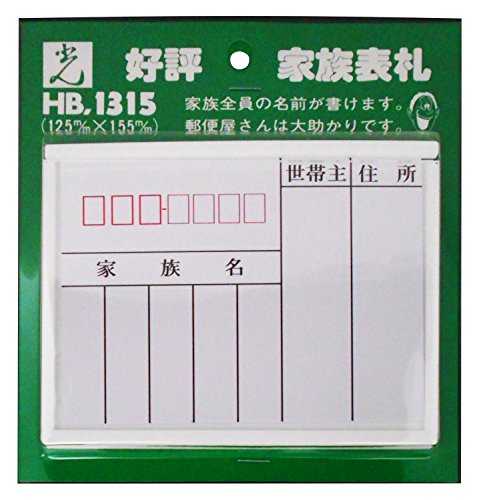 光
好評 家族表札
HB.1315
(125m/m×155m/m)
家族全員の名前が書けます。
郵便屋さんは大助かりです。
世帯主 住所
家族名